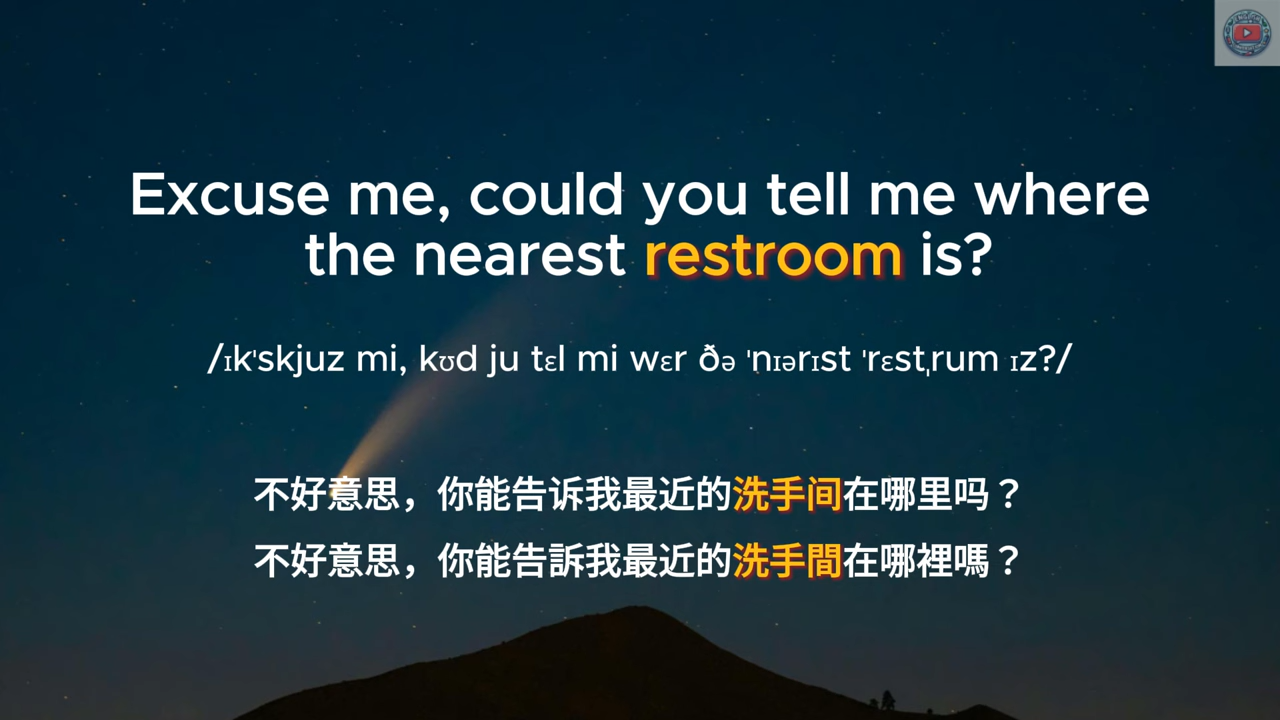 Excuse me, could you tell me where
the nearest restroom is?
/ɪkˈskjuz mi, kʊd ju tɛl mi wɛr ðə ˈnɪərɪst ˈrɛstˌrum ɪz?/
不好意思，你能告诉我最近的洗手间在哪里吗？
不好意思，你能告訴我最近的洗手間在哪裡嗎？